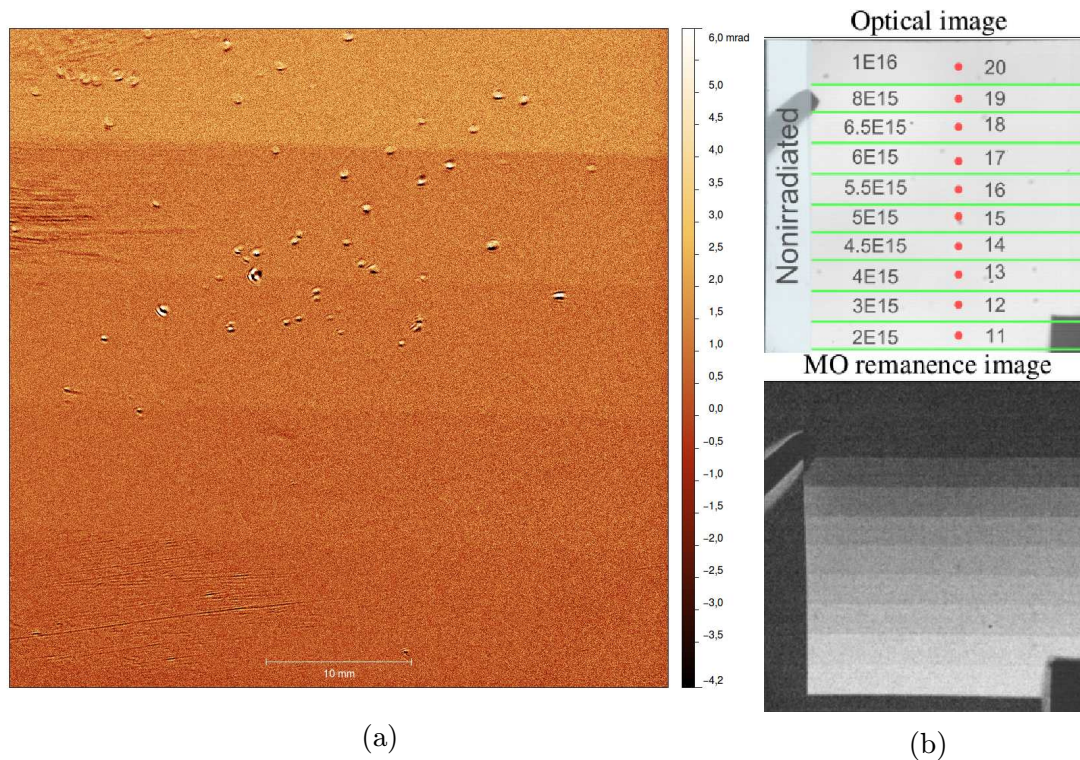 6,0 mrad
5,0
4,5
4,0
3,5
3,0
2,5
2,0
1,5
1,0
0,5
0,0
−0,5
−1,0
−1,5
−2,0
−2,5
−3,0
−3,5
−4,2
10 mm
(a)
Optical image
Nonirradiated
1E16 20
8E15 19
6.5E15 18
6E15 17
5.5E15 16
5E15 15
4.5E15 14
4E15 13
3E15 12
2E15 11
MO remanence image
(b)